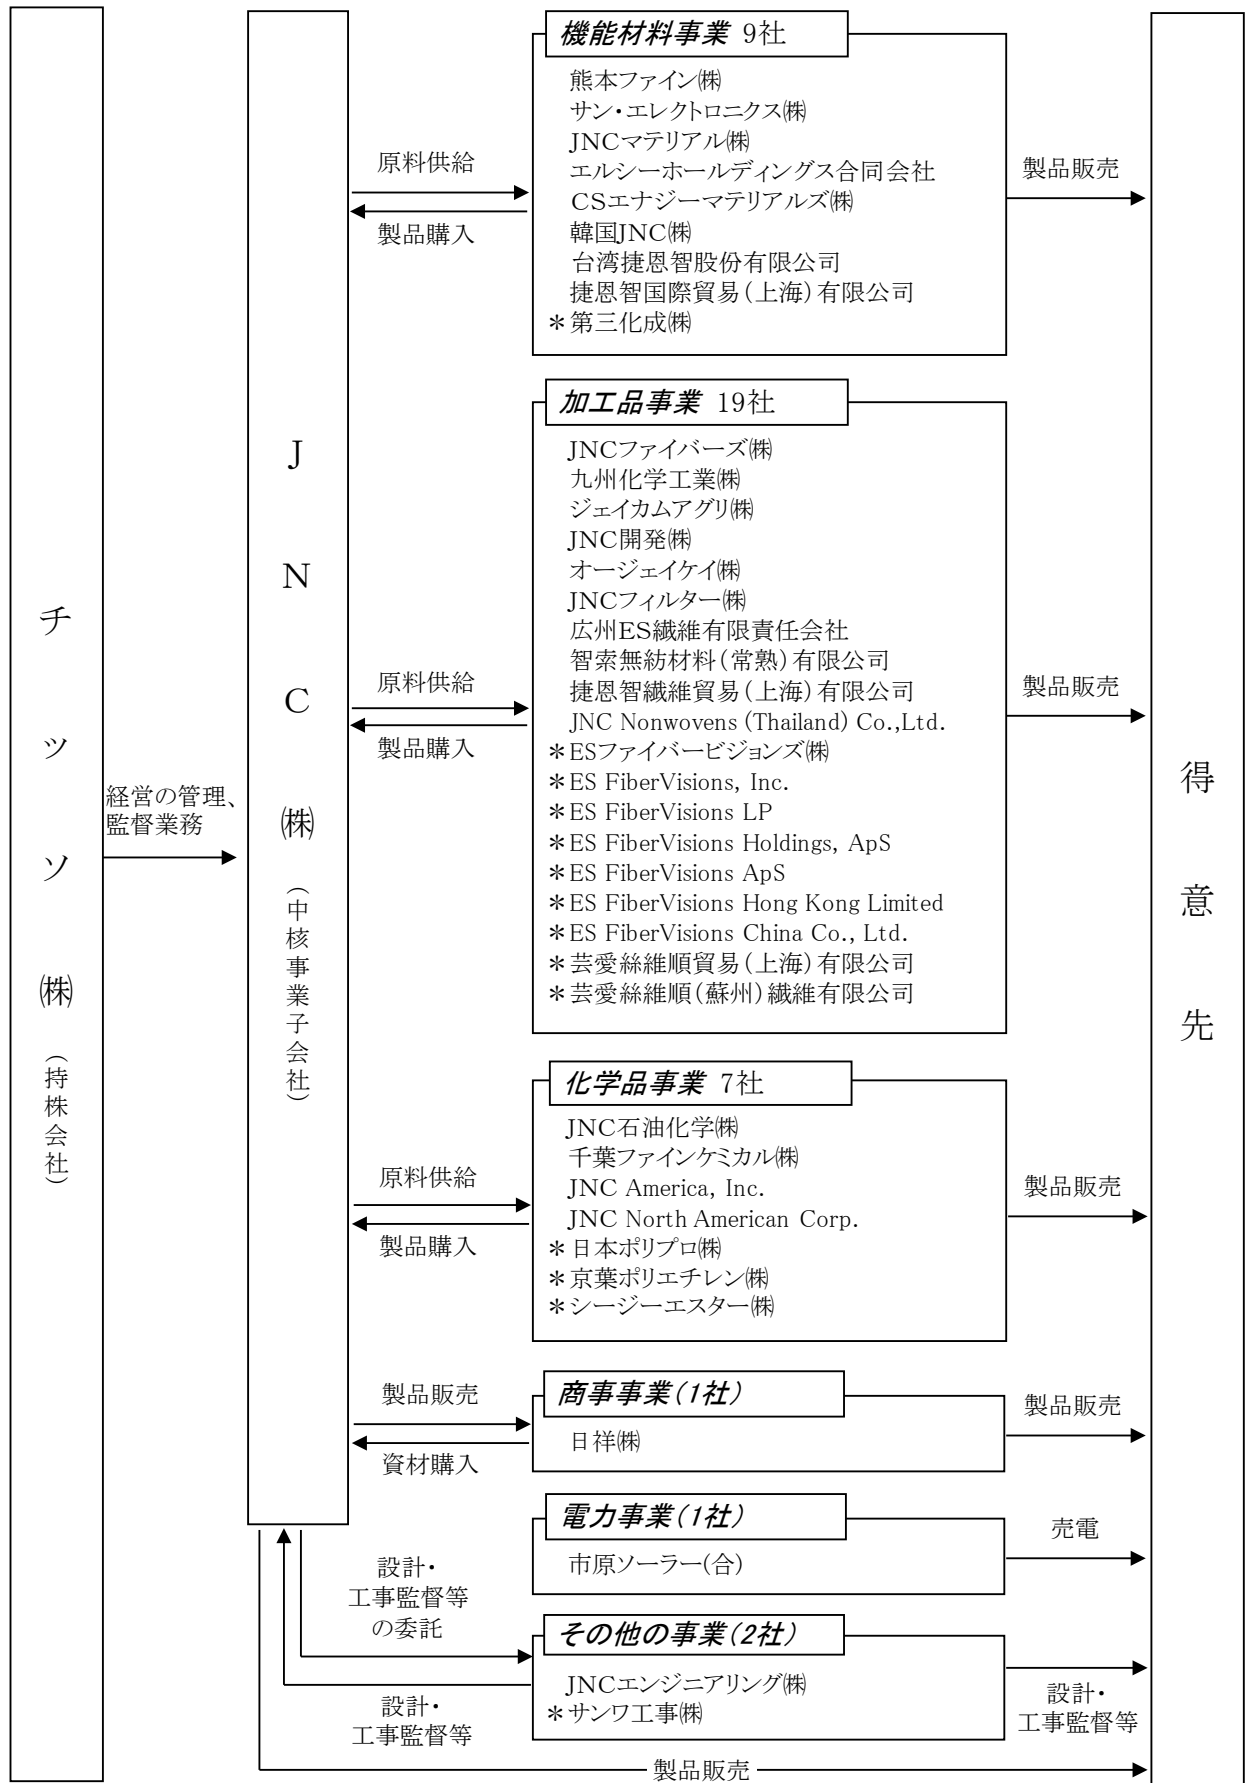 チッソ㈱
（持株会社）
経営の管理、
監督業務
JNC㈱
（中核事業子会社）
原料供給
製品購入
機能材料事業 9社
熊本ファイン㈱
サン・エレクトロニクス㈱
JNCマテリアル㈱
エルシーホールディングス合同会社
CSエナジーマテリアルズ㈱
韓国JNC㈱
台湾捷恩智股份有限公司
捷恩智国際貿易(上海)有限公司
＊第三化成㈱
製品販売
原料供給
製品購入
加工品事業 19社
JNCファイバーズ㈱
九州化学工業㈱
ジェイカムアグリ㈱
JNC開発㈱
オージェイケイ㈱
JNCフィルター㈱
広州ES繊維有限責任会社
智索無紡材料(常熟)有限公司
捷恩智繊維貿易(上海)有限公司
JNC Nonwovens (Thailand) Co.,Ltd.
＊ESファイバービジョンズ㈱
＊ES FiberVisions, Inc.
＊ES FiberVisions LP
＊ES FiberVisions Holdings, ApS
＊ES FiberVisions ApS
＊ES FiberVisions Hong Kong Limited
＊ES FiberVisions China Co., Ltd.
＊芸愛絲維順貿易(上海)有限公司
＊芸愛絲維順(蘇州)繊維有限公司
製品販売
原料供給
製品購入
化学品事業 7社
JNC石油化学㈱
千葉ファインケミカル㈱
JNC America, Inc.
JNC North American Corp.
＊日本ポリプロ㈱
＊京葉ポリエチレン㈱
＊シージーエスター㈱
製品販売
製品販売
資材購入
商事事業(1社)
日祥㈱
製品販売
電力事業(1社)
市原ソーラー(合)
売電
設計・
工事監督等
の委託
設計・
工事監督等
その他の事業(2社)
JNCエンジニアリング㈱
＊サンワ工事㈱
設計・
工事監督等
製品販売
得意先